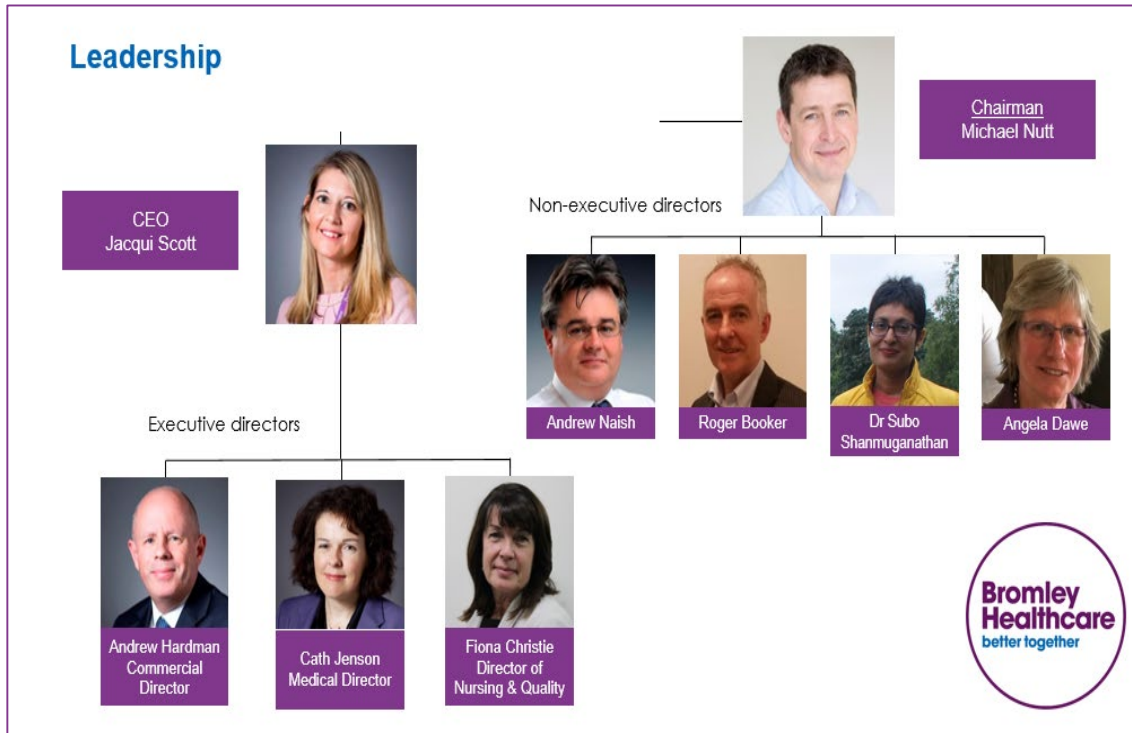 Leadership
Chairman
Michael Nutt
CEO
Jacqui Scott
Non-executive directors
Andrew Naish
Roger Booker
Dr Subo
Shanmuganathan
Angela Dawe
Executive directors
Andrew Hardman
Commercial
Director
Cath Jenson
Medical Director
Fiona Christie
Director of
Nursing & Quality
Bromley
Healthcare
better together